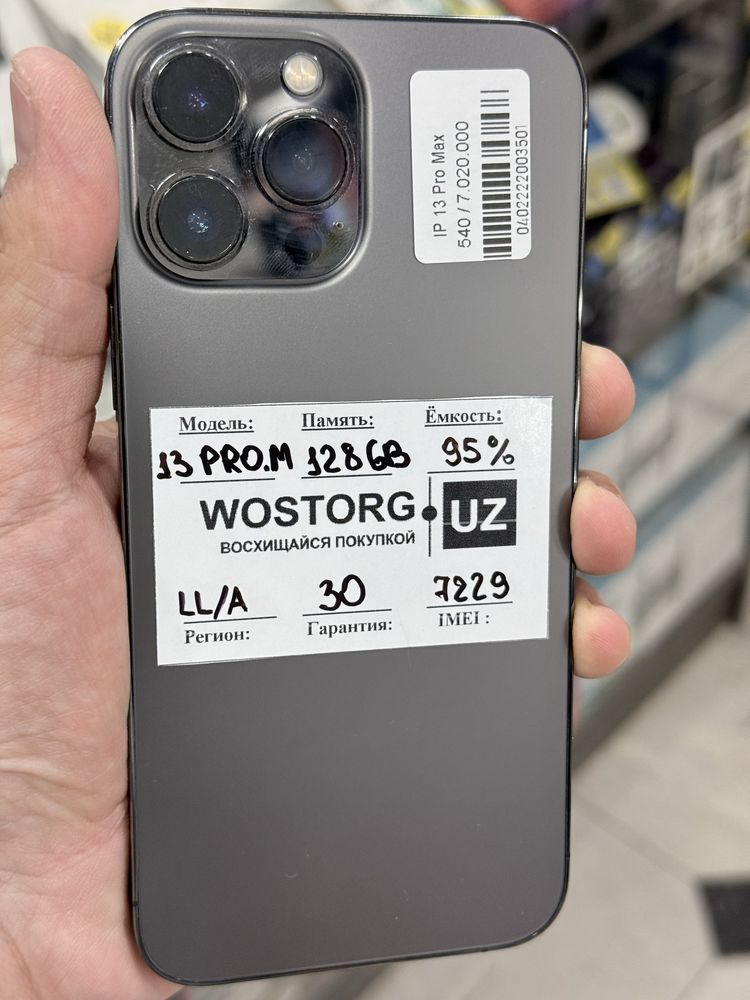 IP 13 Pro Max
540 / 7.020.000
0402222003501
Модель: Память: Ёмкость:
13 PRO.M 128GB 95%
WOSTORG.UZ
ВОСХИЩАЙСЯ ПОКУПКОЙ
LL/A 30 7229
Регион: Гарантия: IMEI :